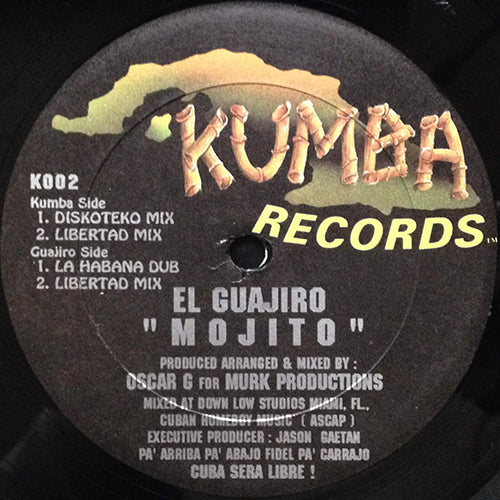 KUMBA
RECORDS TM
K002
Kumba Side
1. DISKOTEKO MIX
2. LIBERTAD MIX
Guajiro Side
1. LA HABANA DUB
2. LIBERTAD MIX
EL GUAJIRO
" MOJITO "
PRODUCED ARRANGED & MIXED BY :
OSCAR G FOR MURK PRODUCTIONS
MIXED AT DOWN LOW STUDIOS MIAMI, FL.,
CUBAN HOMEBOY MUSIC ( ASCAP )
EXECUTIVE PRODUCER : JASON GAETAN
PA' ARRIBA PA' ABAJO FIDEL PA' CARRAJO
CUBA SERA LIBRE !